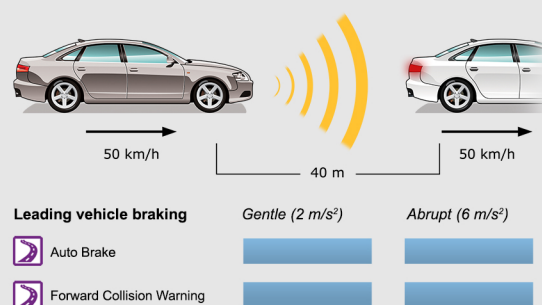 50 km/h
50 km/h
40 m
Leading vehicle braking Gentle (2 m/s²) Abrupt (6 m/s²)
Auto Brake
Forward Collision Warning